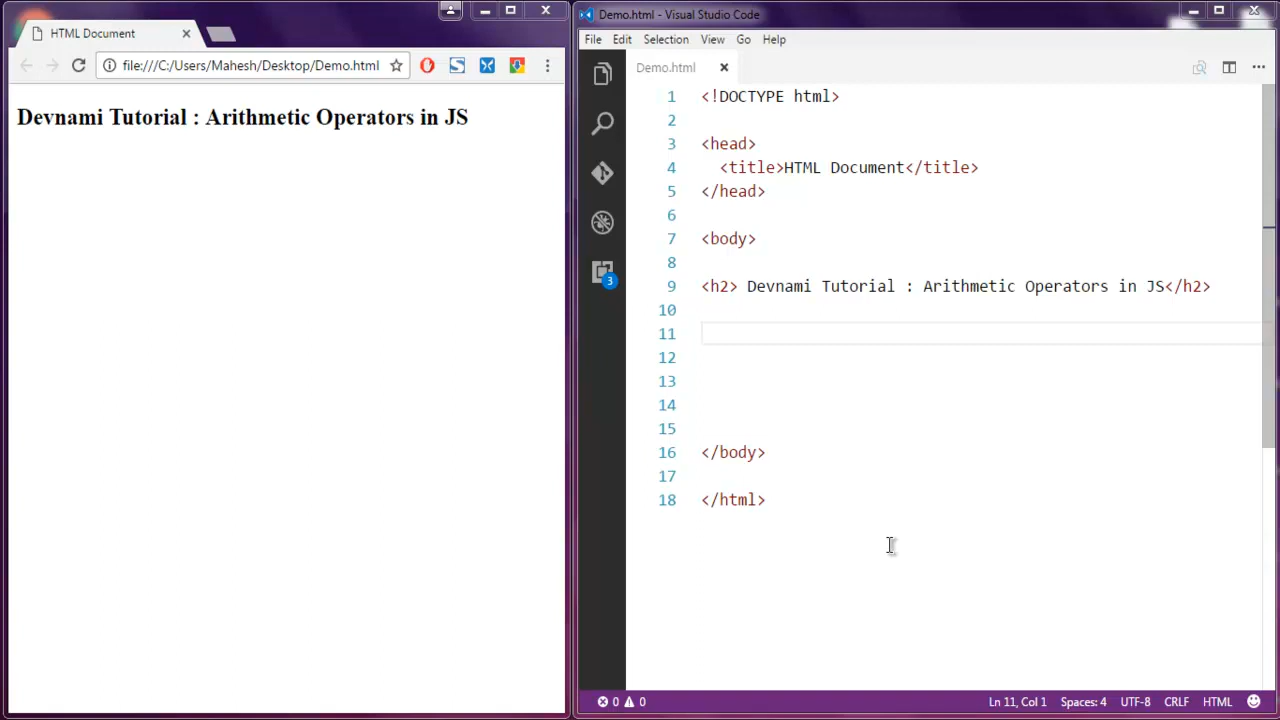 HTML Document
file:///C:/Users/Mahesh/Desktop/Demo.html
Devnami Tutorial : Arithmetic Operators in JS
Demo.html - Visual Studio Code
File Edit Selection View Go Help
Demo.html
1 <!DOCTYPE html>
2
3 <head>
4 <title>HTML Document</title>
5 </head>
6
7 <body>
8
9 <h2> Devnami Tutorial : Arithmetic Operators in JS</h2>
10
11
12
13
14
15
16 </body>
17
18 </html>
3
0 0 Ln 11, Col 1 Spaces: 4 UTF-8 CRLF HTML